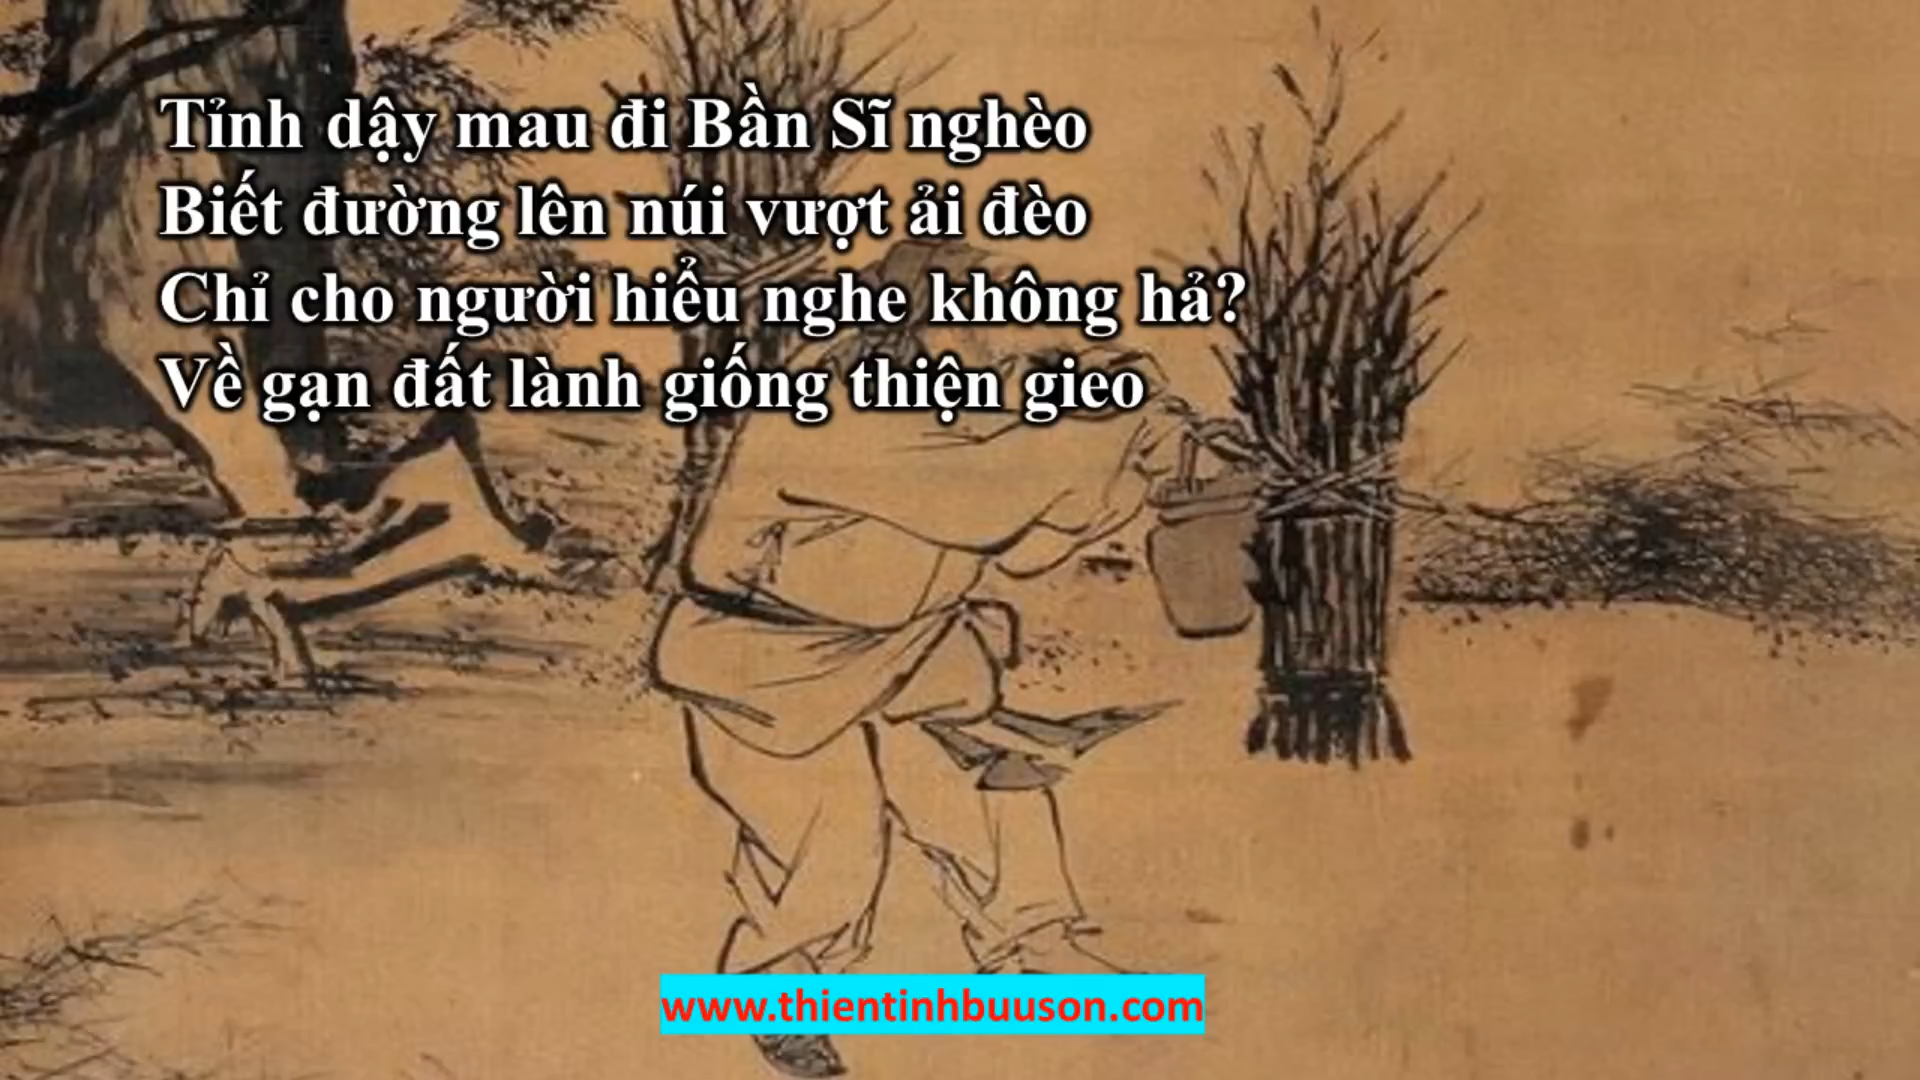 Tỉnh dậy mau đi Bần Sĩ nghèo
Biết đường lên núi vượt ải đèo
Chỉ cho người hiểu nghe không hả?
Về gạn đất lành giống thiện gieo
www.thientinhbuuson.com